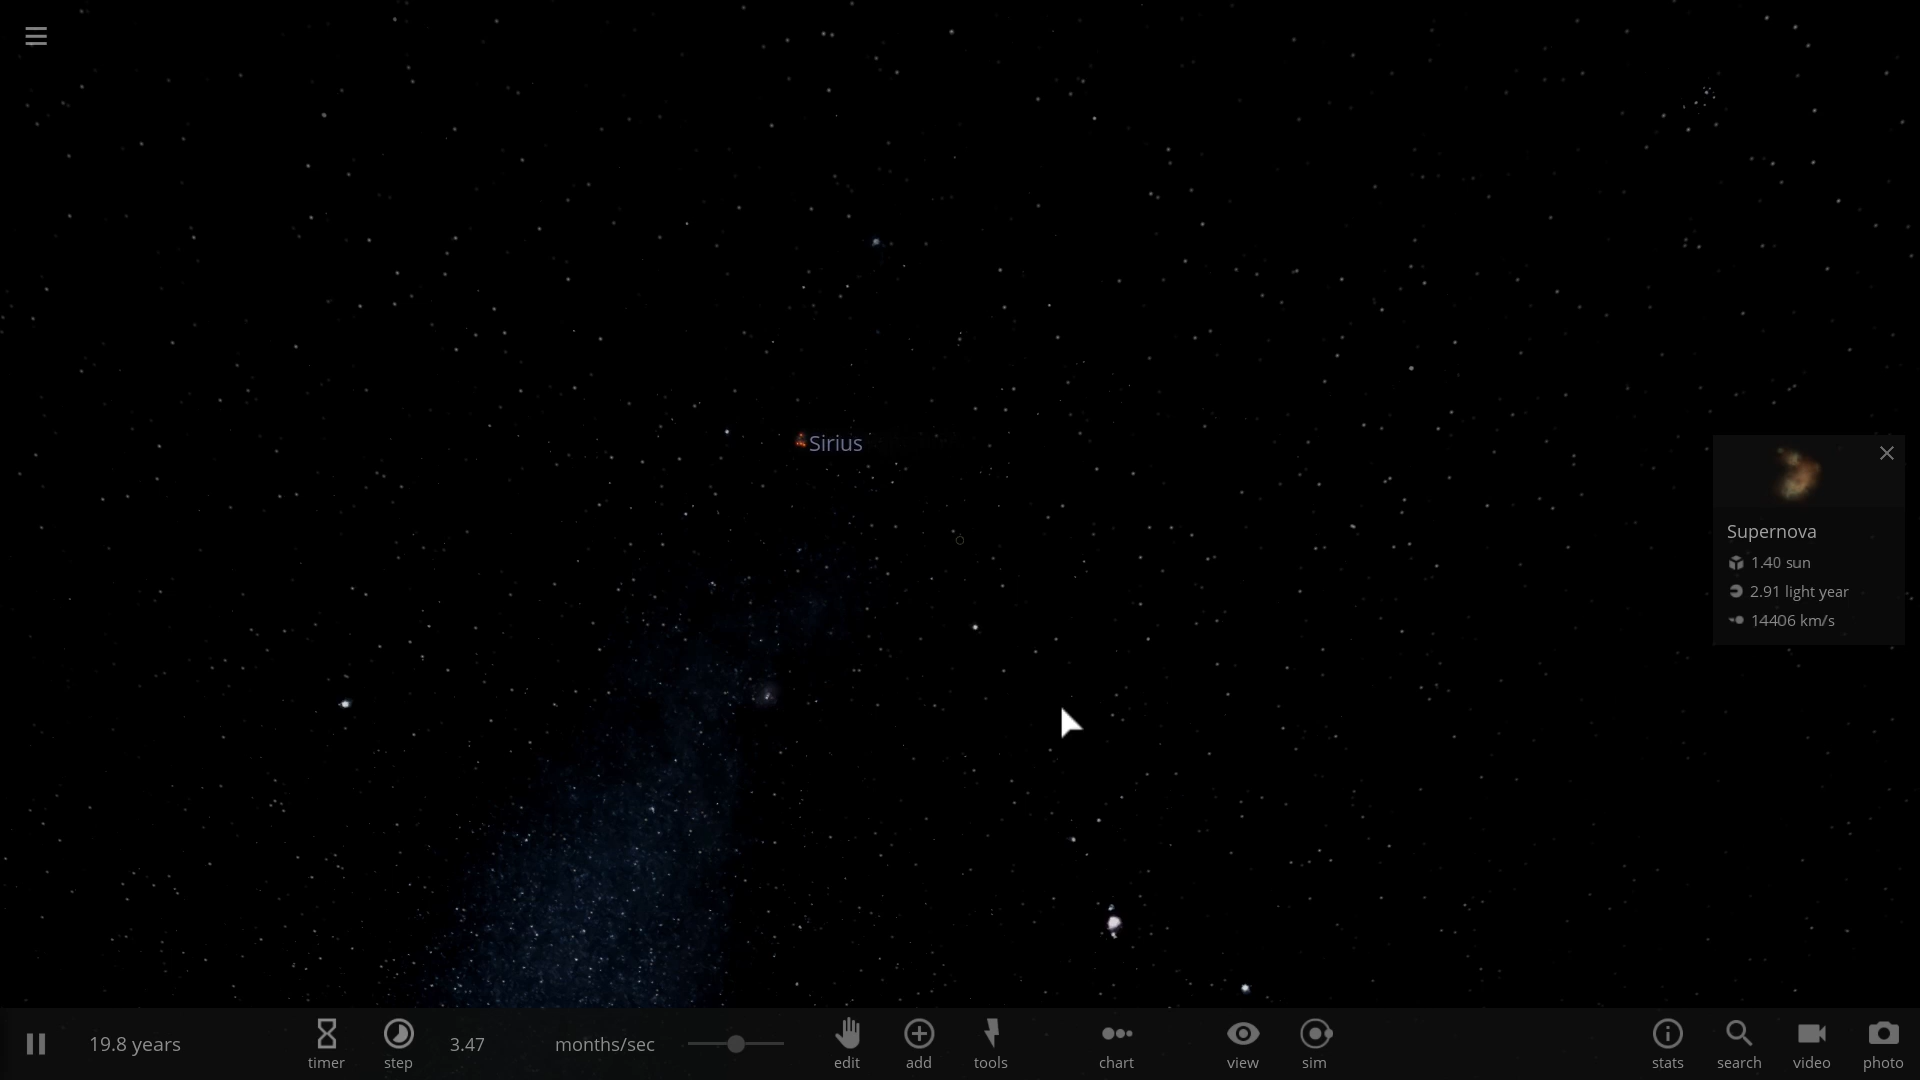 Sirius
Supernova
1.40 sun
2.91 light year
14406 km/s
19.8 years
timer
step
3.47
months/sec
edit
add
tools
chart
view
sim
stats
search
video
photo